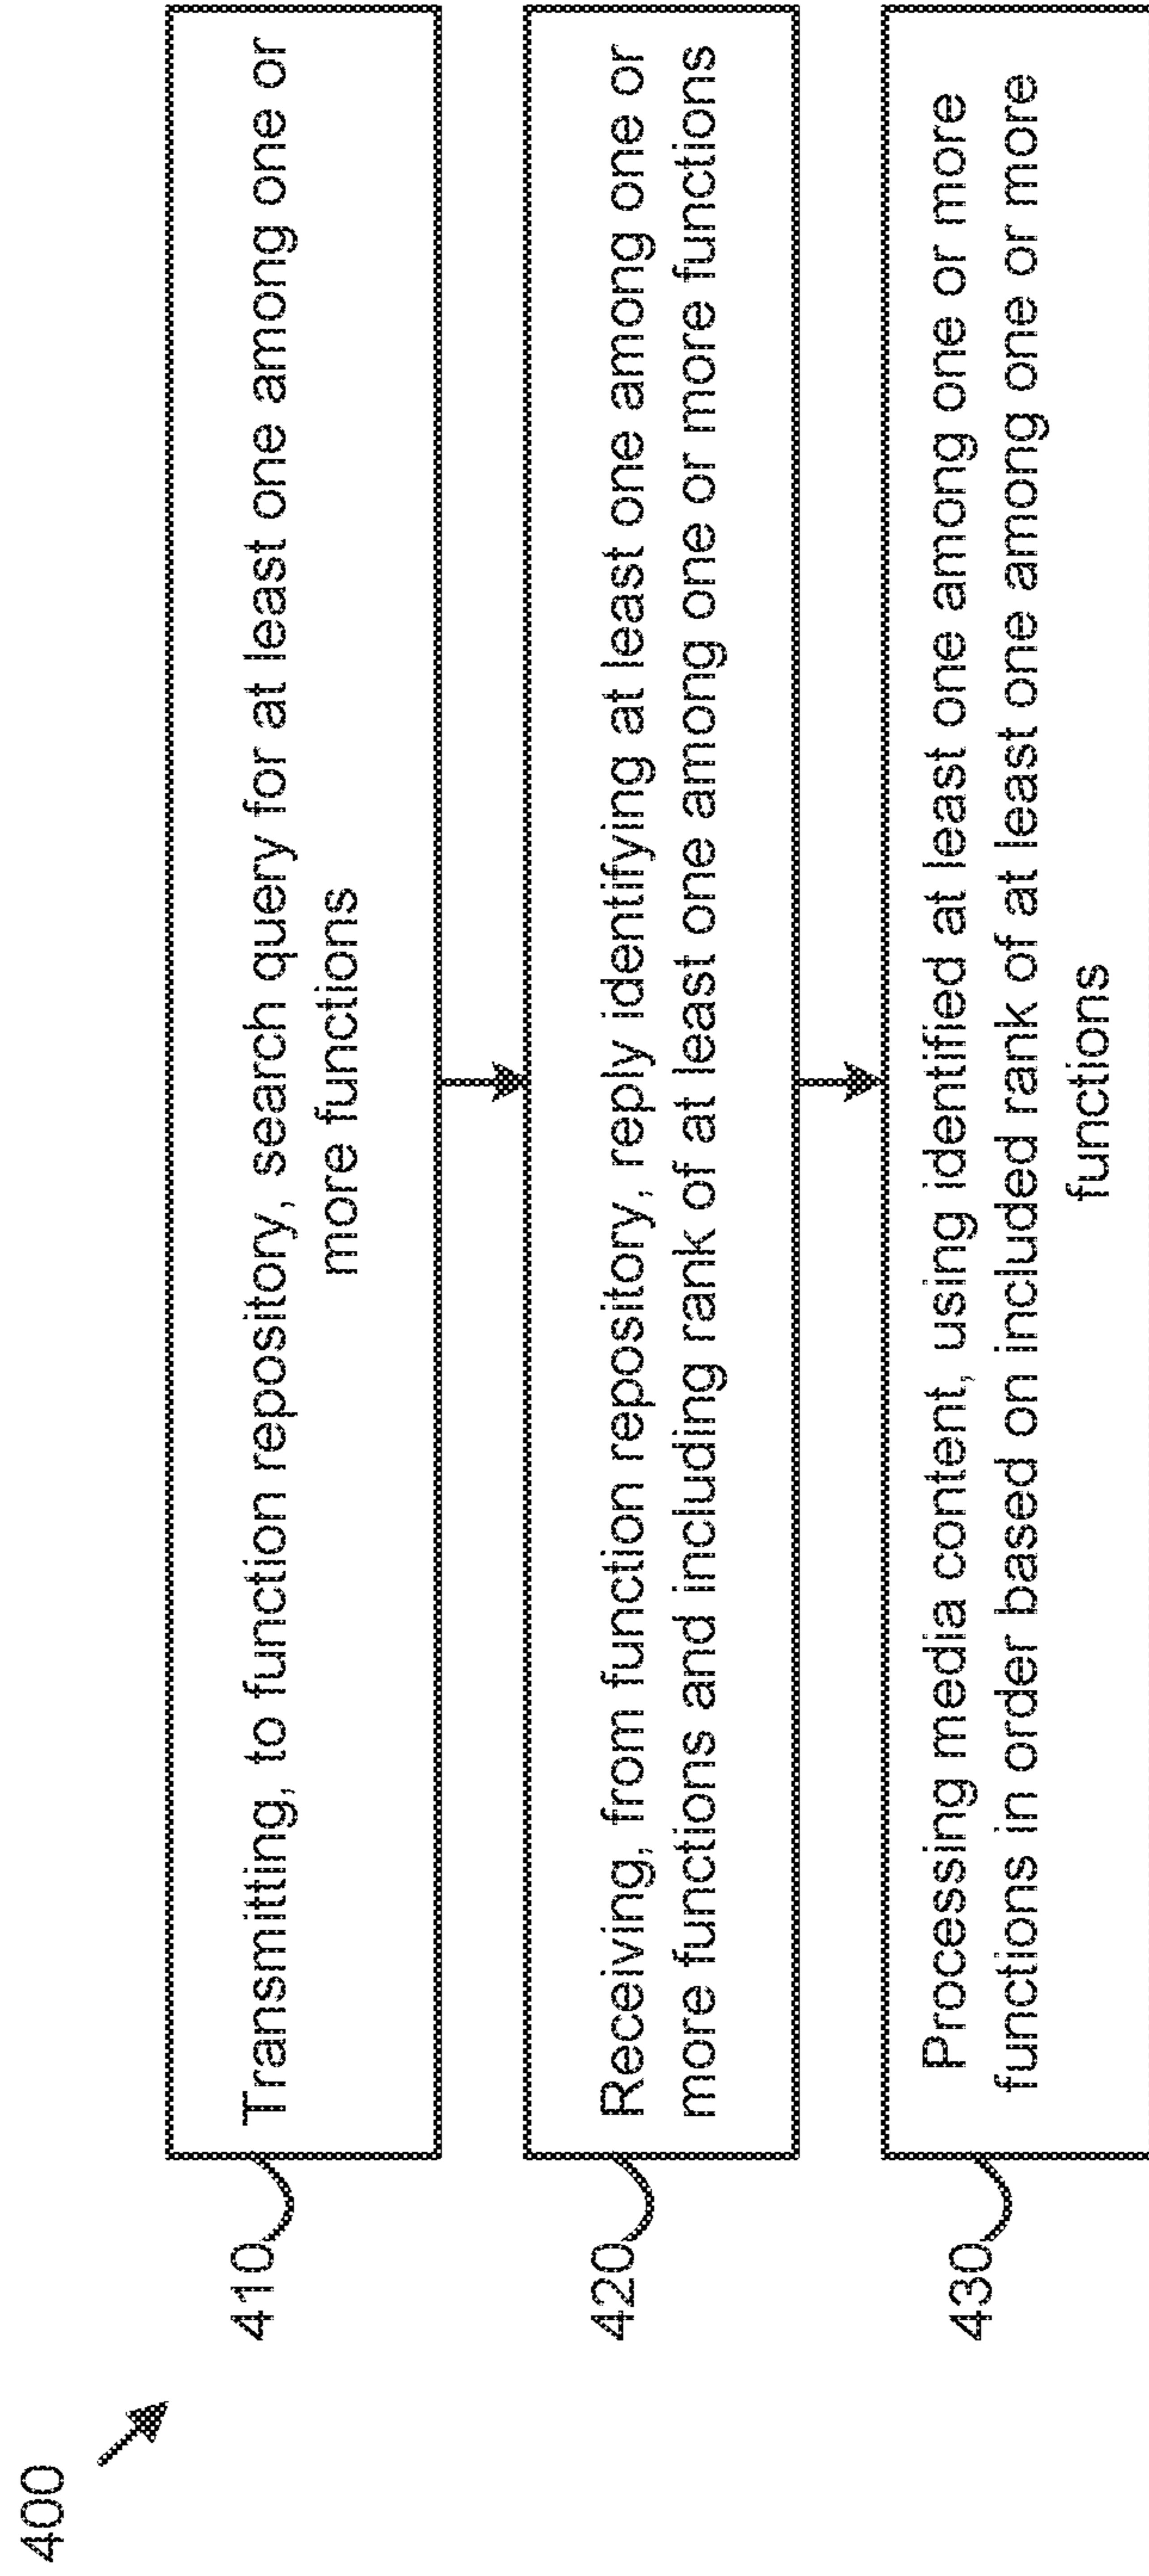 400
410
Transmitting, to function repository, search query for at least one among one or
more functions
420
Receiving, from function repository, reply identifying at least one among one or
more functions and including rank of at least one among one or more functions
430
Processing media content, using identified at least one among one or more
functions in order based on included rank of at least one among one or more
functions